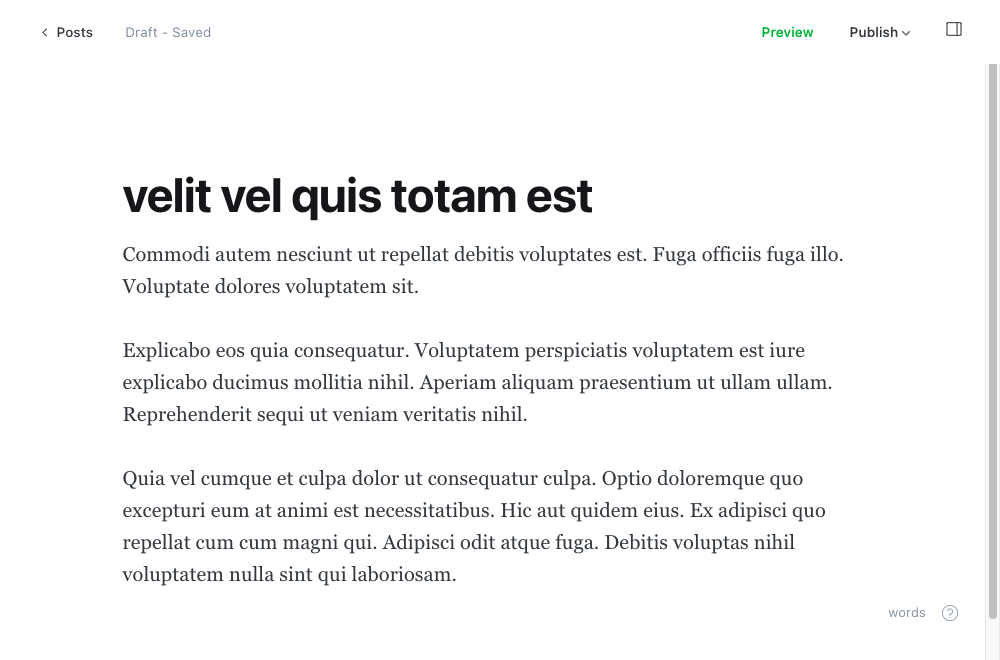 Posts
Draft - Saved
Preview
Publish
velit vel quis totam est
Commodi autem nesciunt ut repellat debitis voluptates est. Fuga officiis fuga illo.
Voluptate dolores voluptatem sit.
Explicabo eos quia consequatur. Voluptatem perspiciatis voluptatem est iure
explicabo ducimus mollitia nihil. Aperiam aliquam praesentium ut ullam ullam.
Reprehenderit sequi ut veniam veritatis nihil.
Quia vel cumque et culpa dolor ut consequatur culpa. Optio doloremque quo
excepturi eum at animi est necessitatibus. Hic aut quidem eius. Ex adipisci quo
repellat cum cum magni qui. Adipisci odit atque fuga. Debitis voluptas nihil
voluptatem nulla sint qui laboriosam.
words
?